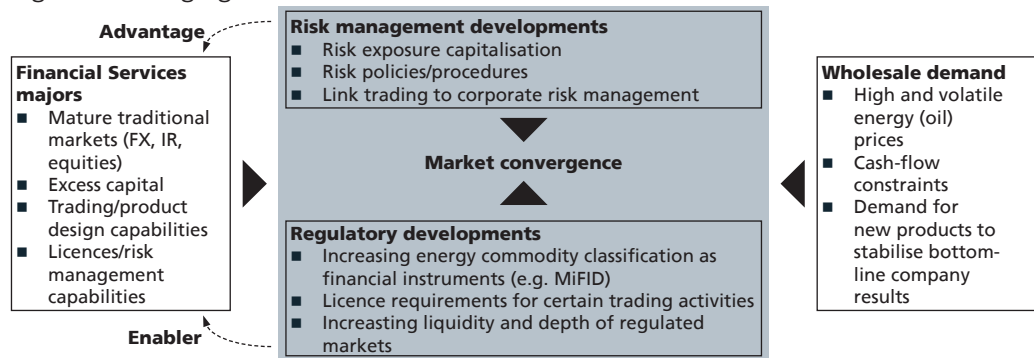 Advantage
Financial Services
majors
■ Mature traditional
markets (FX, IR,
equities)
■ Excess capital
■ Trading/product
design capabilities
■ Licences/risk
management
capabilities
Enabler
Risk management developments
■ Risk exposure capitalisation
■ Risk policies/procedures
■ Link trading to corporate risk management
Market convergence
Regulatory developments
■ Increasing energy commodity classification as
financial instruments (e.g. MiFID)
■ Licence requirements for certain trading activities
■ Increasting liquidity and depth of regulated
markets
Wholesale demand
■ High and volatile
energy (oil)
prices
■ Cash-flow
constraints
■ Demand for
new products to
stabilise bottom-
line company
results